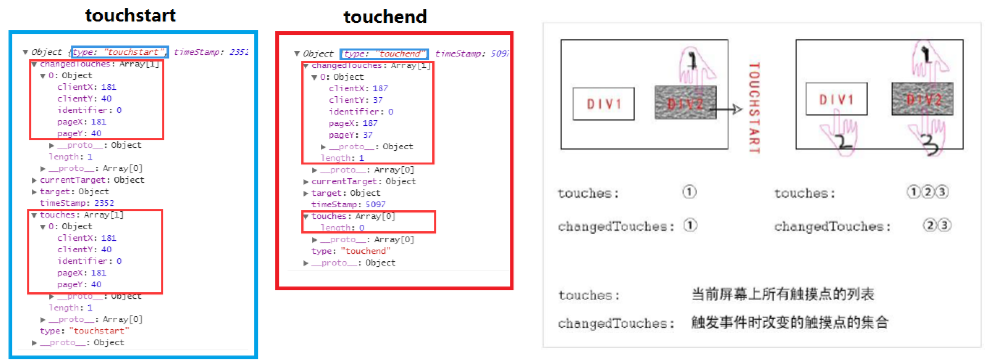 touchstart
▼Object {type: "touchstart", timeStamp: 2352
▼changedTouches: Array[1]
▼0: Object
clientX: 181
clientY: 40
identifier: 0
pageX: 181
pageY: 40
▶__proto__: Object
length: 1
▶__proto__: Array[0]
▶currentTarget: Object
▶target: Object
timeStamp: 2352
▼touches: Array[1]
▼0: Object
clientX: 181
clientY: 40
identifier: 0
pageX: 181
pageY: 40
▶__proto__: Object
length: 1
▶__proto__: Array[0]
type: "touchstart"
▶__proto__: Object
touchend
▼Object {type: "touchend", timeStamp: 5097
▼changedTouches: Array[1]
▼0: Object
clientX: 187
clientY: 37
identifier: 0
pageX: 187
pageY: 37
▶__proto__: Object
length: 1
▶__proto__: Array[0]
▶currentTarget: Object
▶target: Object
timeStamp: 5097
▼touches: Array[0]
length: 0
▶__proto__: Array[0]
type: "touchend"
▶__proto__: Object
1
DIV1
DIV2
TOUCHSTART
1
DIV1
DIV2
2
3
touches: ①
changedTouches: ①
touches: ①②③
changedTouches: ②③
touches: 当前屏幕上所有触摸点的列表
changedTouches: 触发事件时改变的触摸点的集合